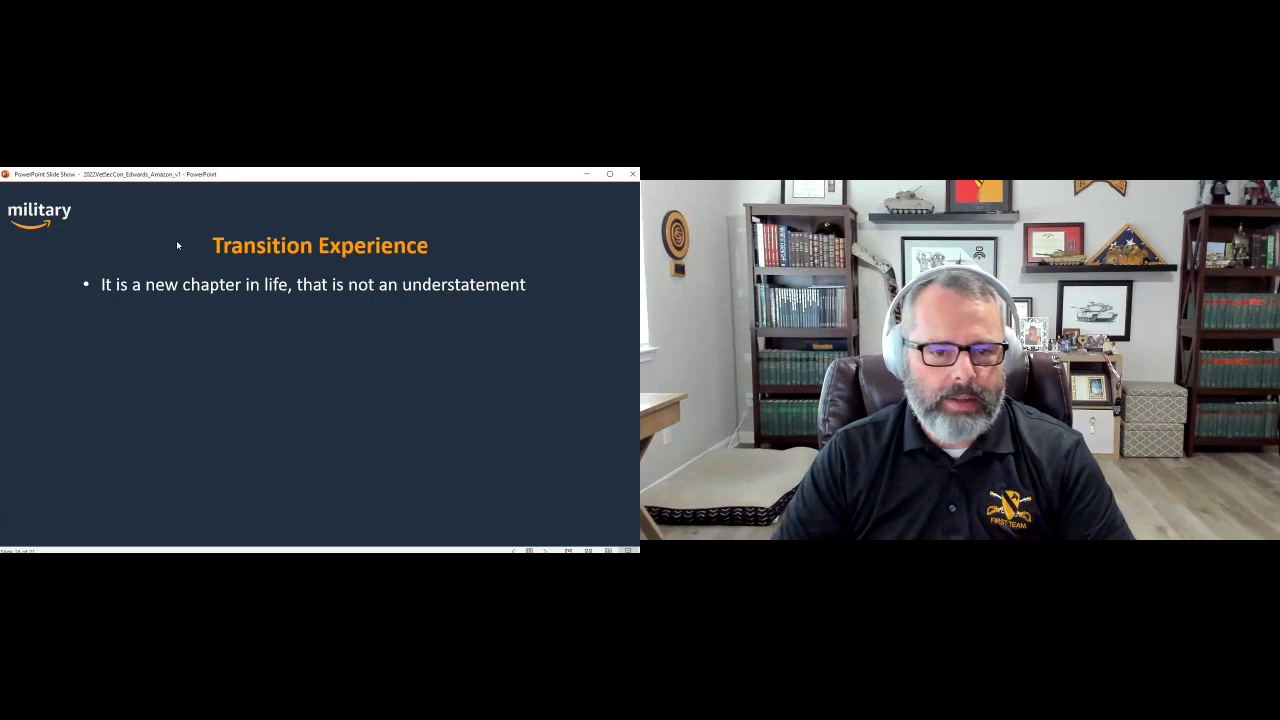 PowerPoint Slide Show - 2022VetSecCon_Edwards_Amazon_v1 - PowerPoint
military
Transition Experience
• It is a new chapter in life, that is not an understatement
FIRST TEAM